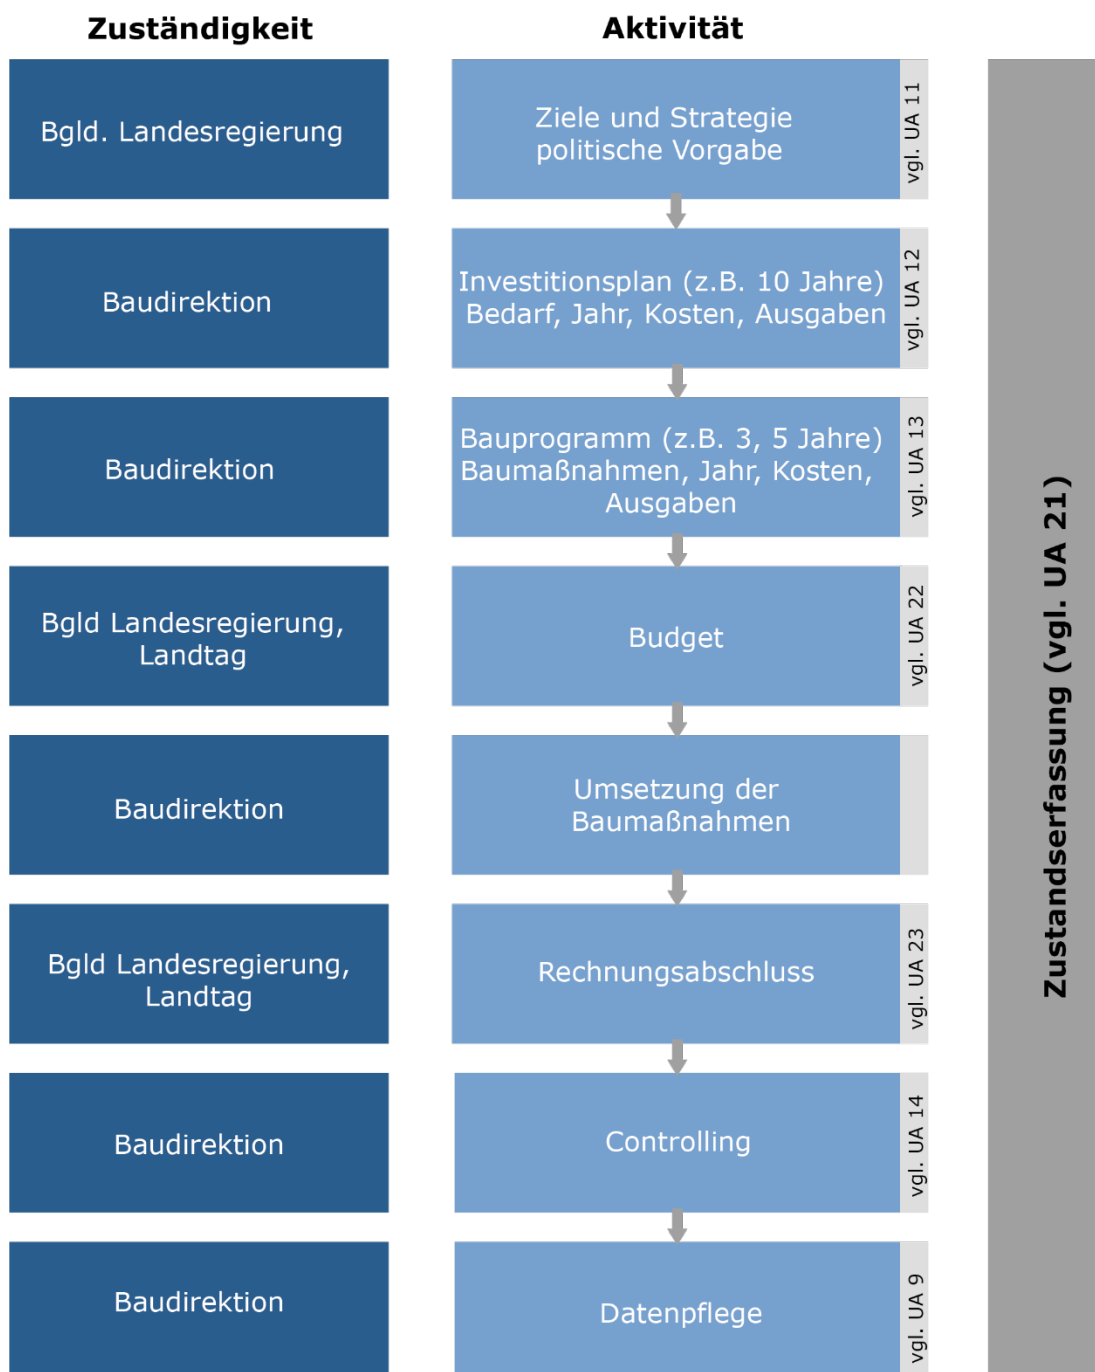 Zuständigkeit
Aktivität
Bgld. Landesregierung
Ziele und Strategie
politische Vorgabe
vgl. UA 11
Baudirektion
Investitionsplan (z.B. 10 Jahre)
Bedarf, Jahr, Kosten, Ausgaben
vgl. UA 12
Baudirektion
Bauprogramm (z.B. 3, 5 Jahre)
Baumaßnahmen, Jahr, Kosten,
Ausgaben
vgl. UA 13
Bgld Landesregierung,
Landtag
Budget
vgl. UA 22
Baudirektion
Umsetzung der
Baumaßnahmen
Bgld Landesregierung,
Landtag
Rechnungsabschluss
vgl. UA 23
Baudirektion
Controlling
vgl. UA 14
Baudirektion
Datenpflege
vgl. UA 9
Zustandserfassung (vgl. UA 21)